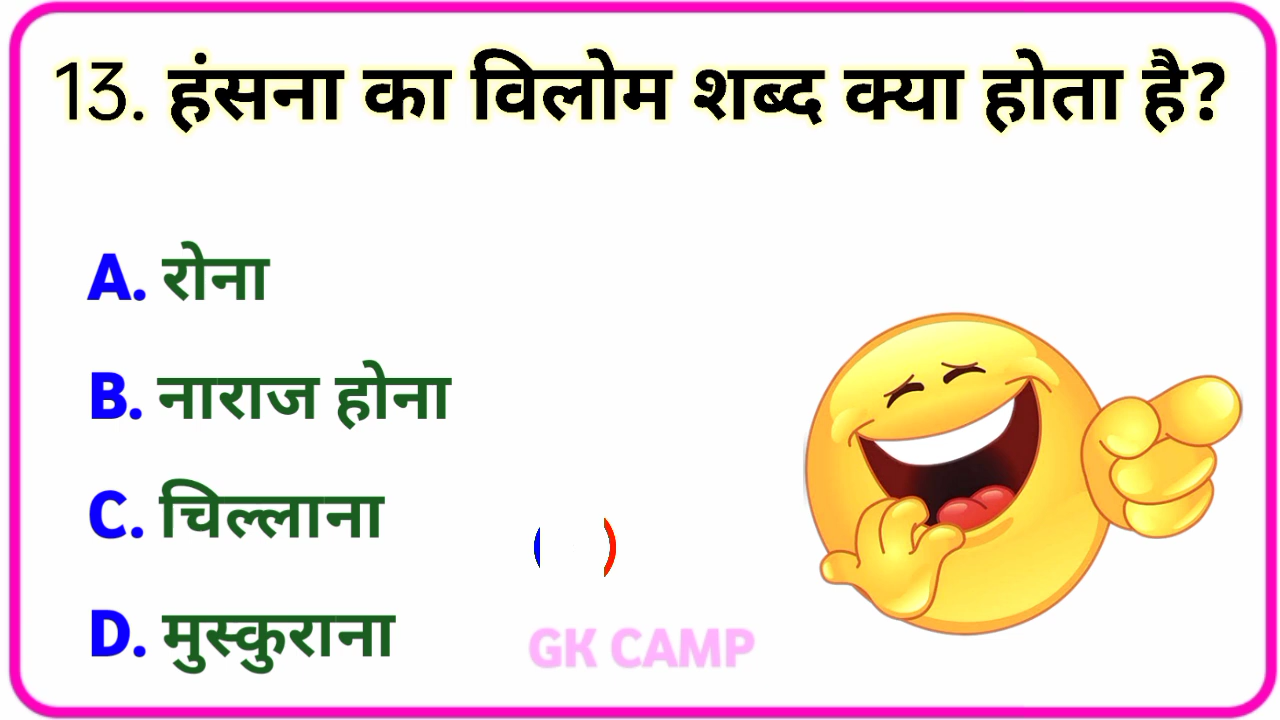 13. हंसना का विलोम शब्द क्या होता है?
A. रोना
B. नाराज होना
C. चिल्लाना
D. मुस्कुराना
GK CAMP